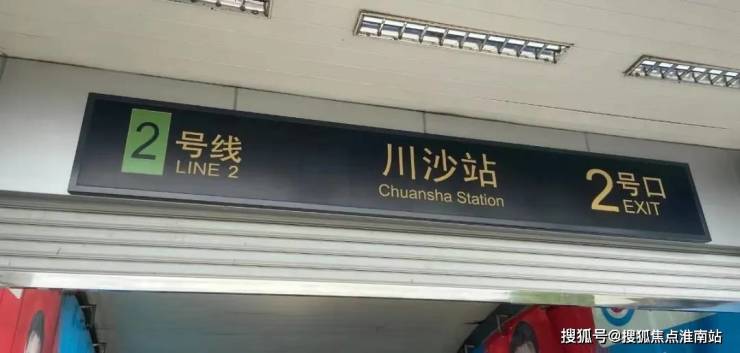 2 号线
LINE 2
川沙站
Chuansha Station
2 号口
EXIT
搜狐号@搜狐焦点淮南站